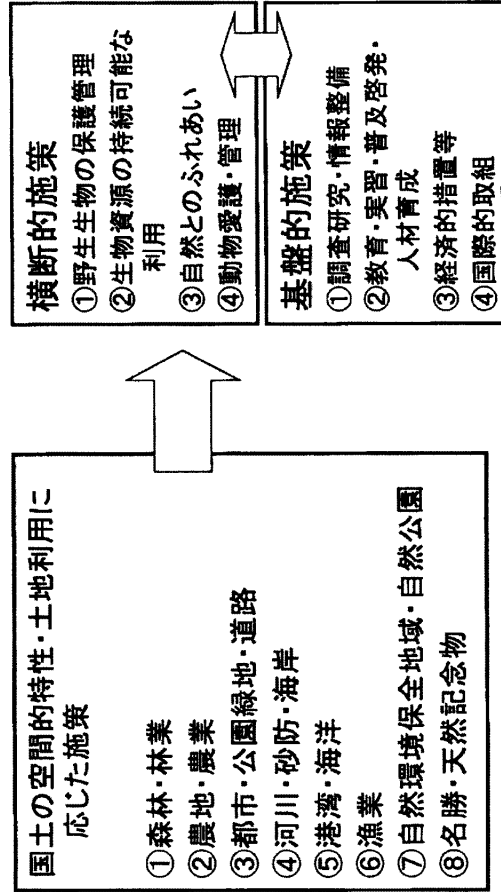 国土の空間的特性・土地利用に
応じた施策
①森林・林業
②農地・農業
③都市・公園緑地・道路
④河川・砂防・海岸
⑤港湾・海洋
⑥漁業
⑦自然環境保全地域・自然公園
⑧名勝・天然記念物
横断的施策
①野生生物の保護管理
②生物資源の持続可能な
利用
③自然とのふれあい
④動物愛護・管理
基盤的施策
①調査研究・情報整備
②教育・実習・普及啓発・
人材育成
③経済的措置等
④国際的取組